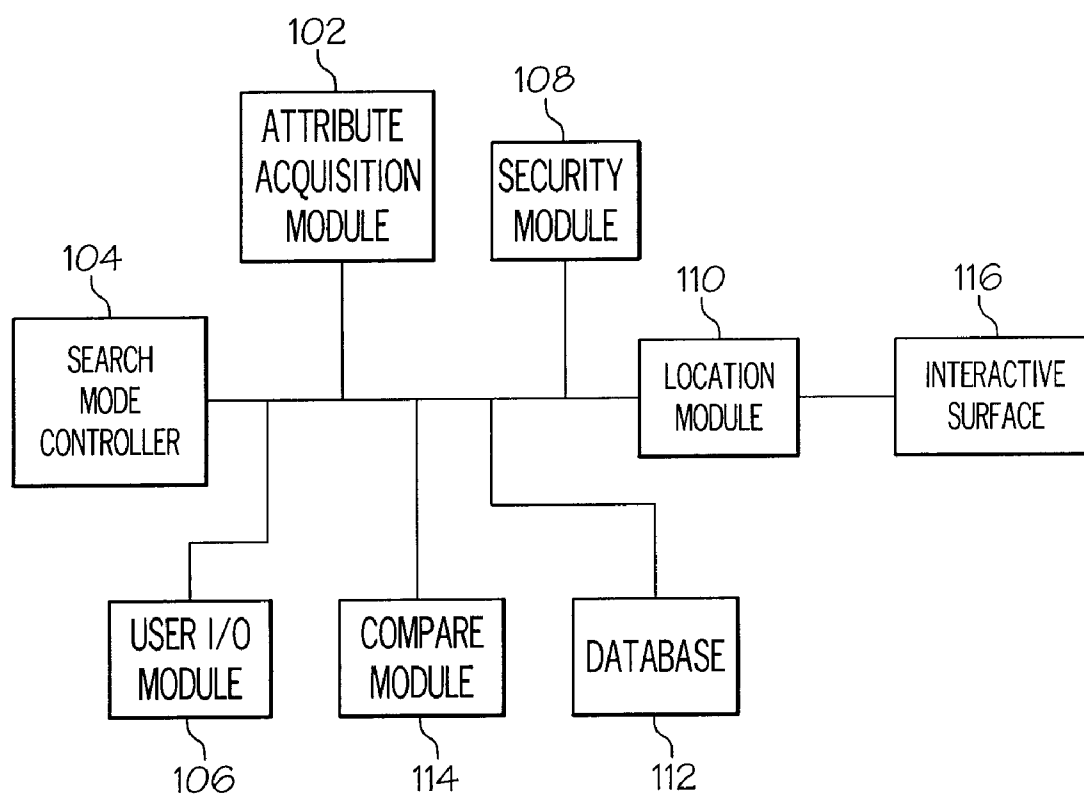 102
ATTRIBUTE
ACQUISITION
MODULE
108
SECURITY
MODULE
104
SEARCH
MODE
CONTROLLER
110
LOCATION
MODULE
116
INTERACTIVE
SURFACE
USER I/O
MODULE
106
COMPARE
MODULE
114
DATABASE
112